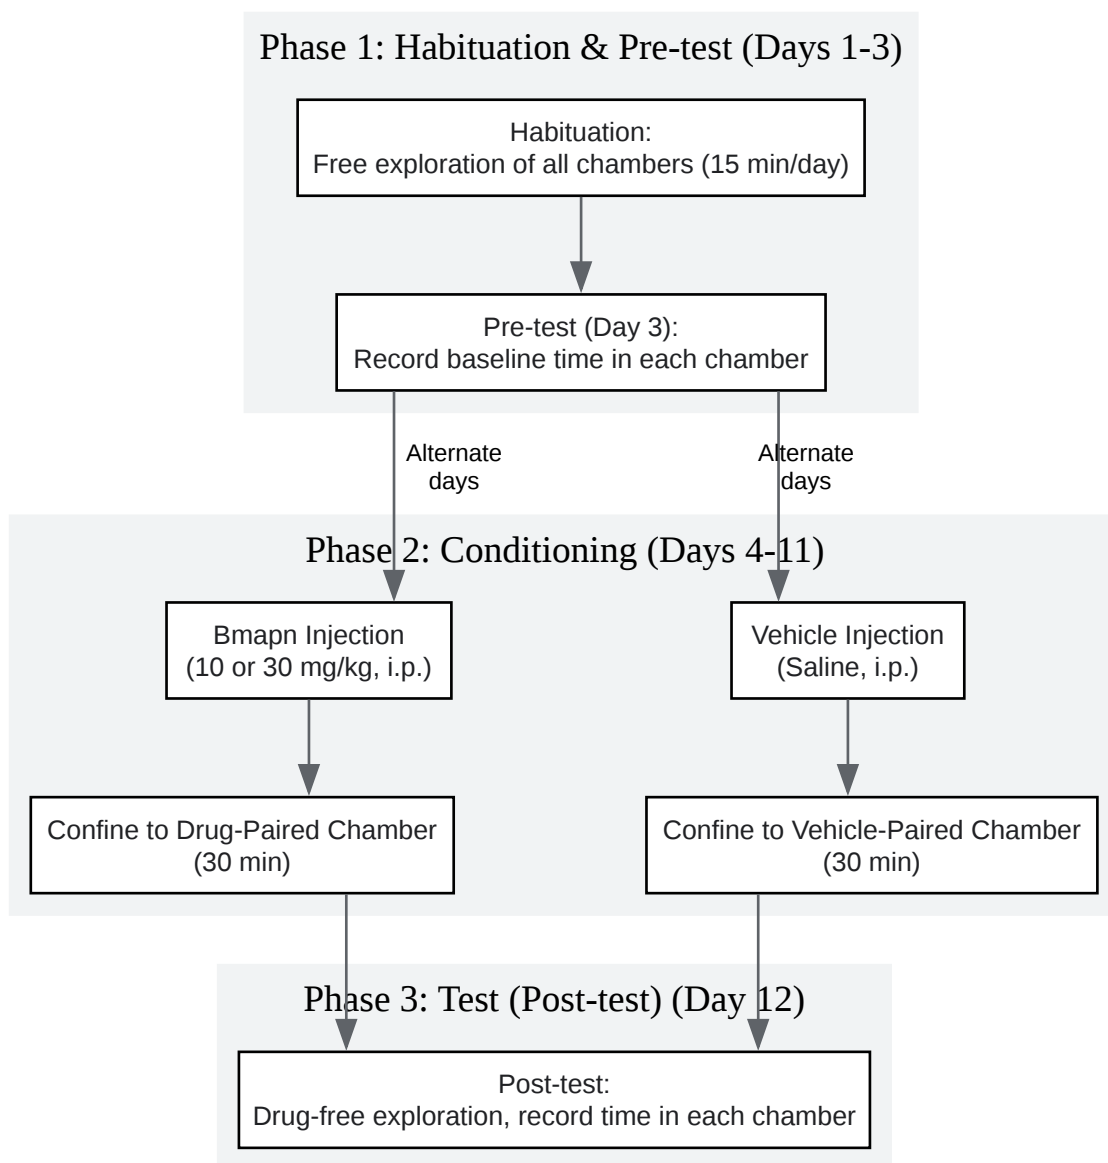 Phase 1: Habituation & Pre-test (Days 1-3)
Habituation:
Free exploration of all chambers (15 min/day)
Pre-test (Day 3):
Record baseline time in each chamber
Alternate
days
Alternate
days
Phase 2: Conditioning (Days 4-11)
Bmapn Injection
(10 or 30 mg/kg, i.p.)
Vehicle Injection
(Saline, i.p.)
Confine to Drug-Paired Chamber
(30 min)
Confine to Vehicle-Paired Chamber
(30 min)
Phase 3: Test (Post-test) (Day 12)
Post-test:
Drug-free exploration, record time in each chamber